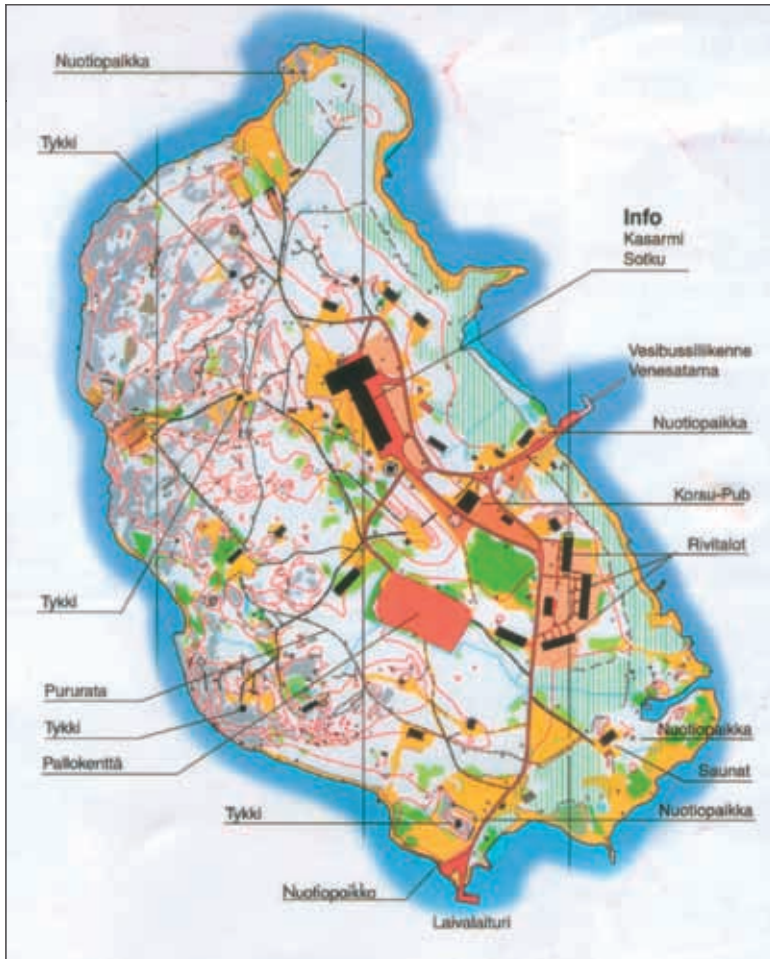 Nuotiopaikka
Tykki
Info
Kasarmi
Sotku
Vesibussiliikenne
Venesatama
Nuotiopaikka
Korsu-Pub
Rivitalot
Tykki
Pururata
Tykki
Pallokenttä
Nuotiopaikka
Saunat
Tykki
Nuotiopaikka
Nuotiopaikko
Laivalaituri